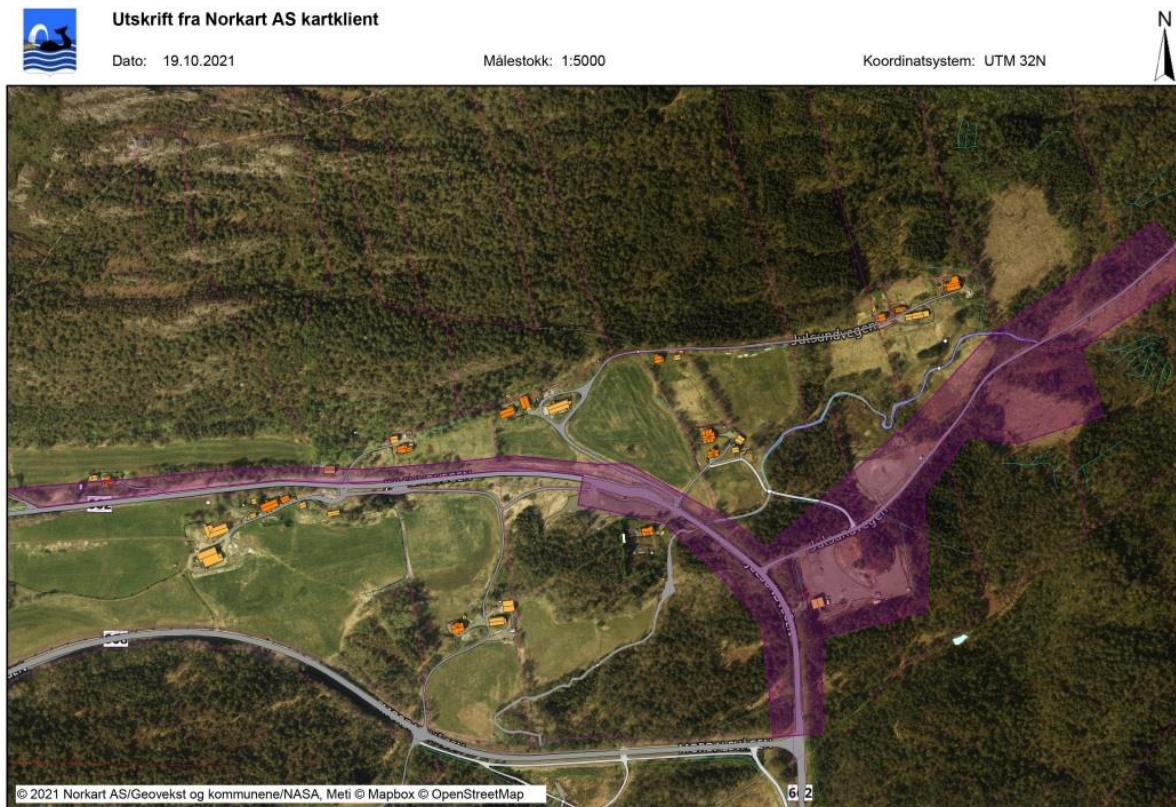 Utskrift fra Norkart AS kartklient
N
Dato: 19.10.2021
Målestokk: 1:5000
Koordinatsystem: UTM 32N
Julsundvegen
Julsundvegen
662
© 2021 Norkart AS/Geovekst og kommunene/NASA, Meti © Mapbox © OpenStreetMap